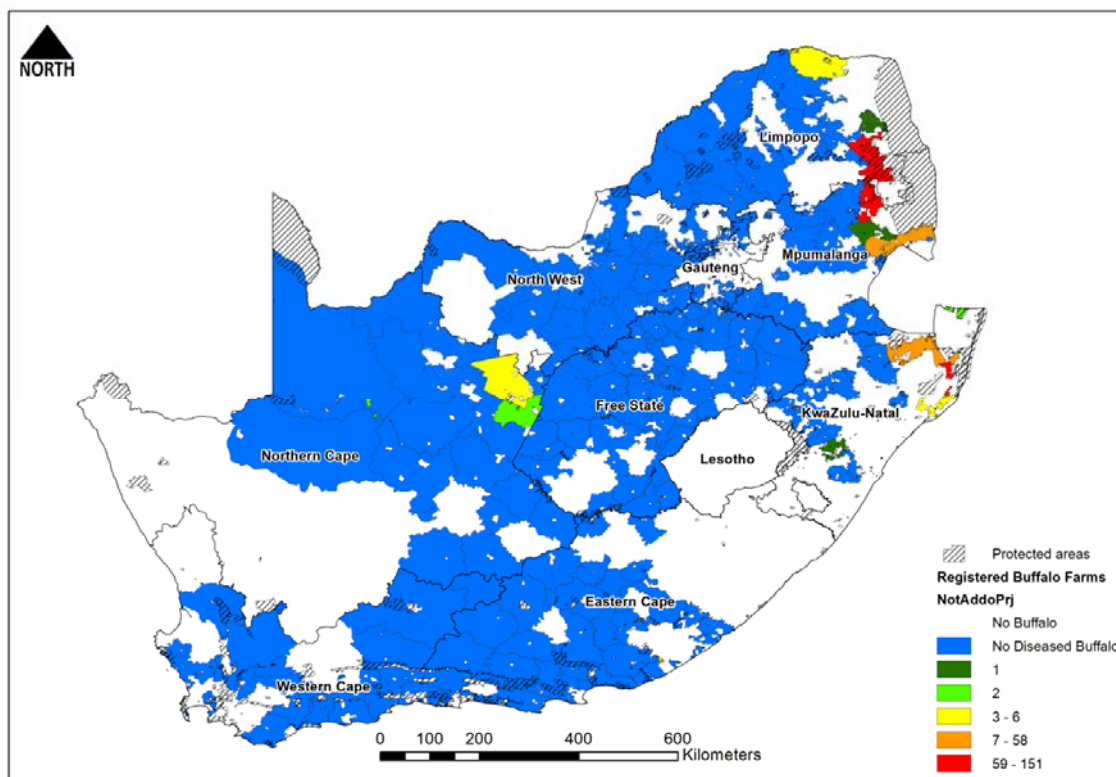 NORTH
Limpopo
Mpumalanga
Gauteng
North West
Free State
KwaZulu-Natal
Northern Cape
Lesotho
Eastern Cape
Western Cape
0 100 200 400 600
Kilometers
Protected areas
Registered Buffalo Farms
NotAddoPrj
No Buffalo
No Diseased Buffalo
1
2
3 - 6
7 - 58
59 - 151